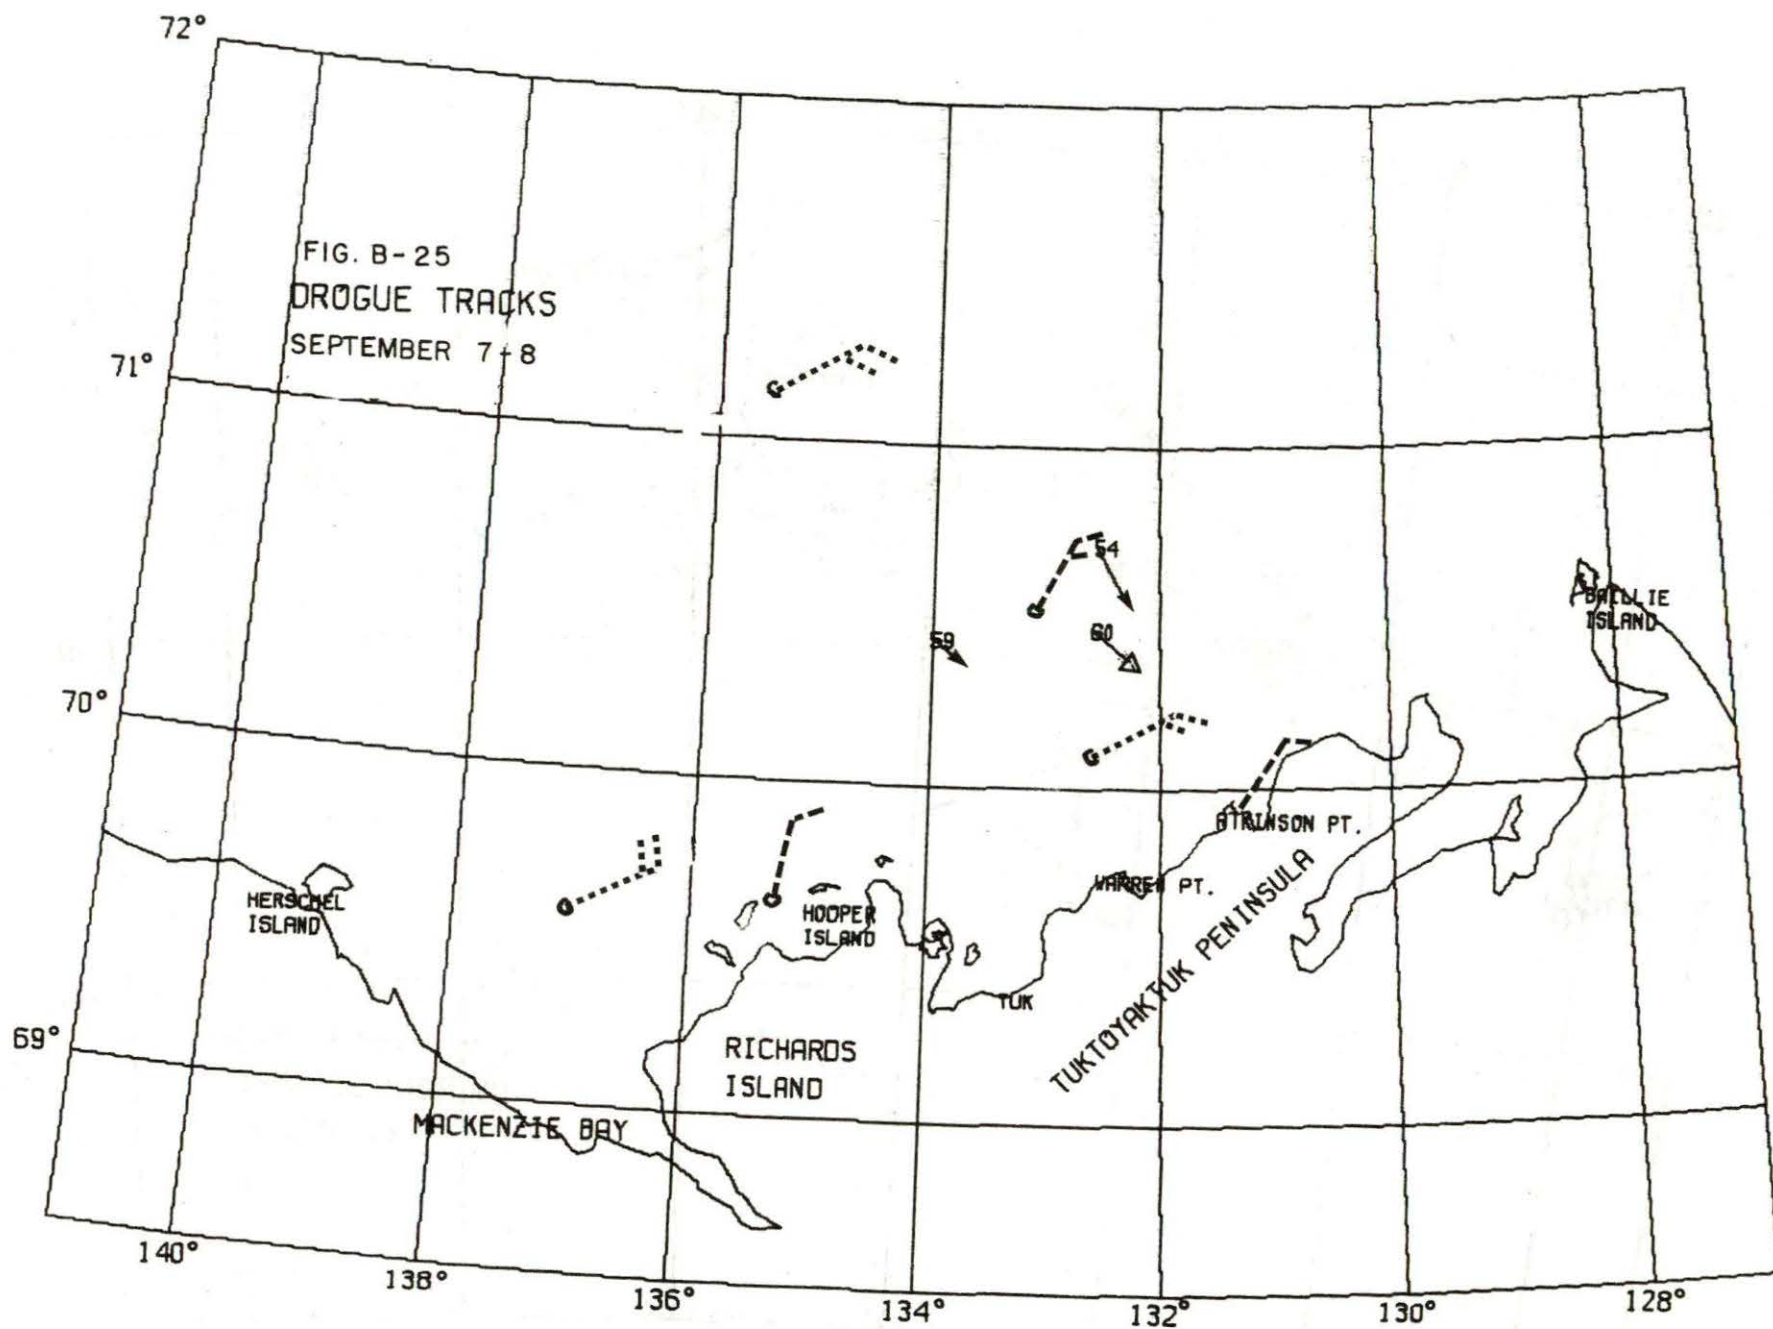 72°
FIG. B-25
DROGUE TRACKS
SEPTEMBER 7-8
71°
54
59
60
BAILLIE
ISLAND
70°
ATKINSON PT.
WARREN PT.
HERSCHEL
ISLAND
HOOPER
ISLAND
TUK
TUKTOYAKTUK PENINSULA
69°
RICHARDS
ISLAND
MACKENZIE BAY
140°
138°
136°
134°
132°
130°
128°